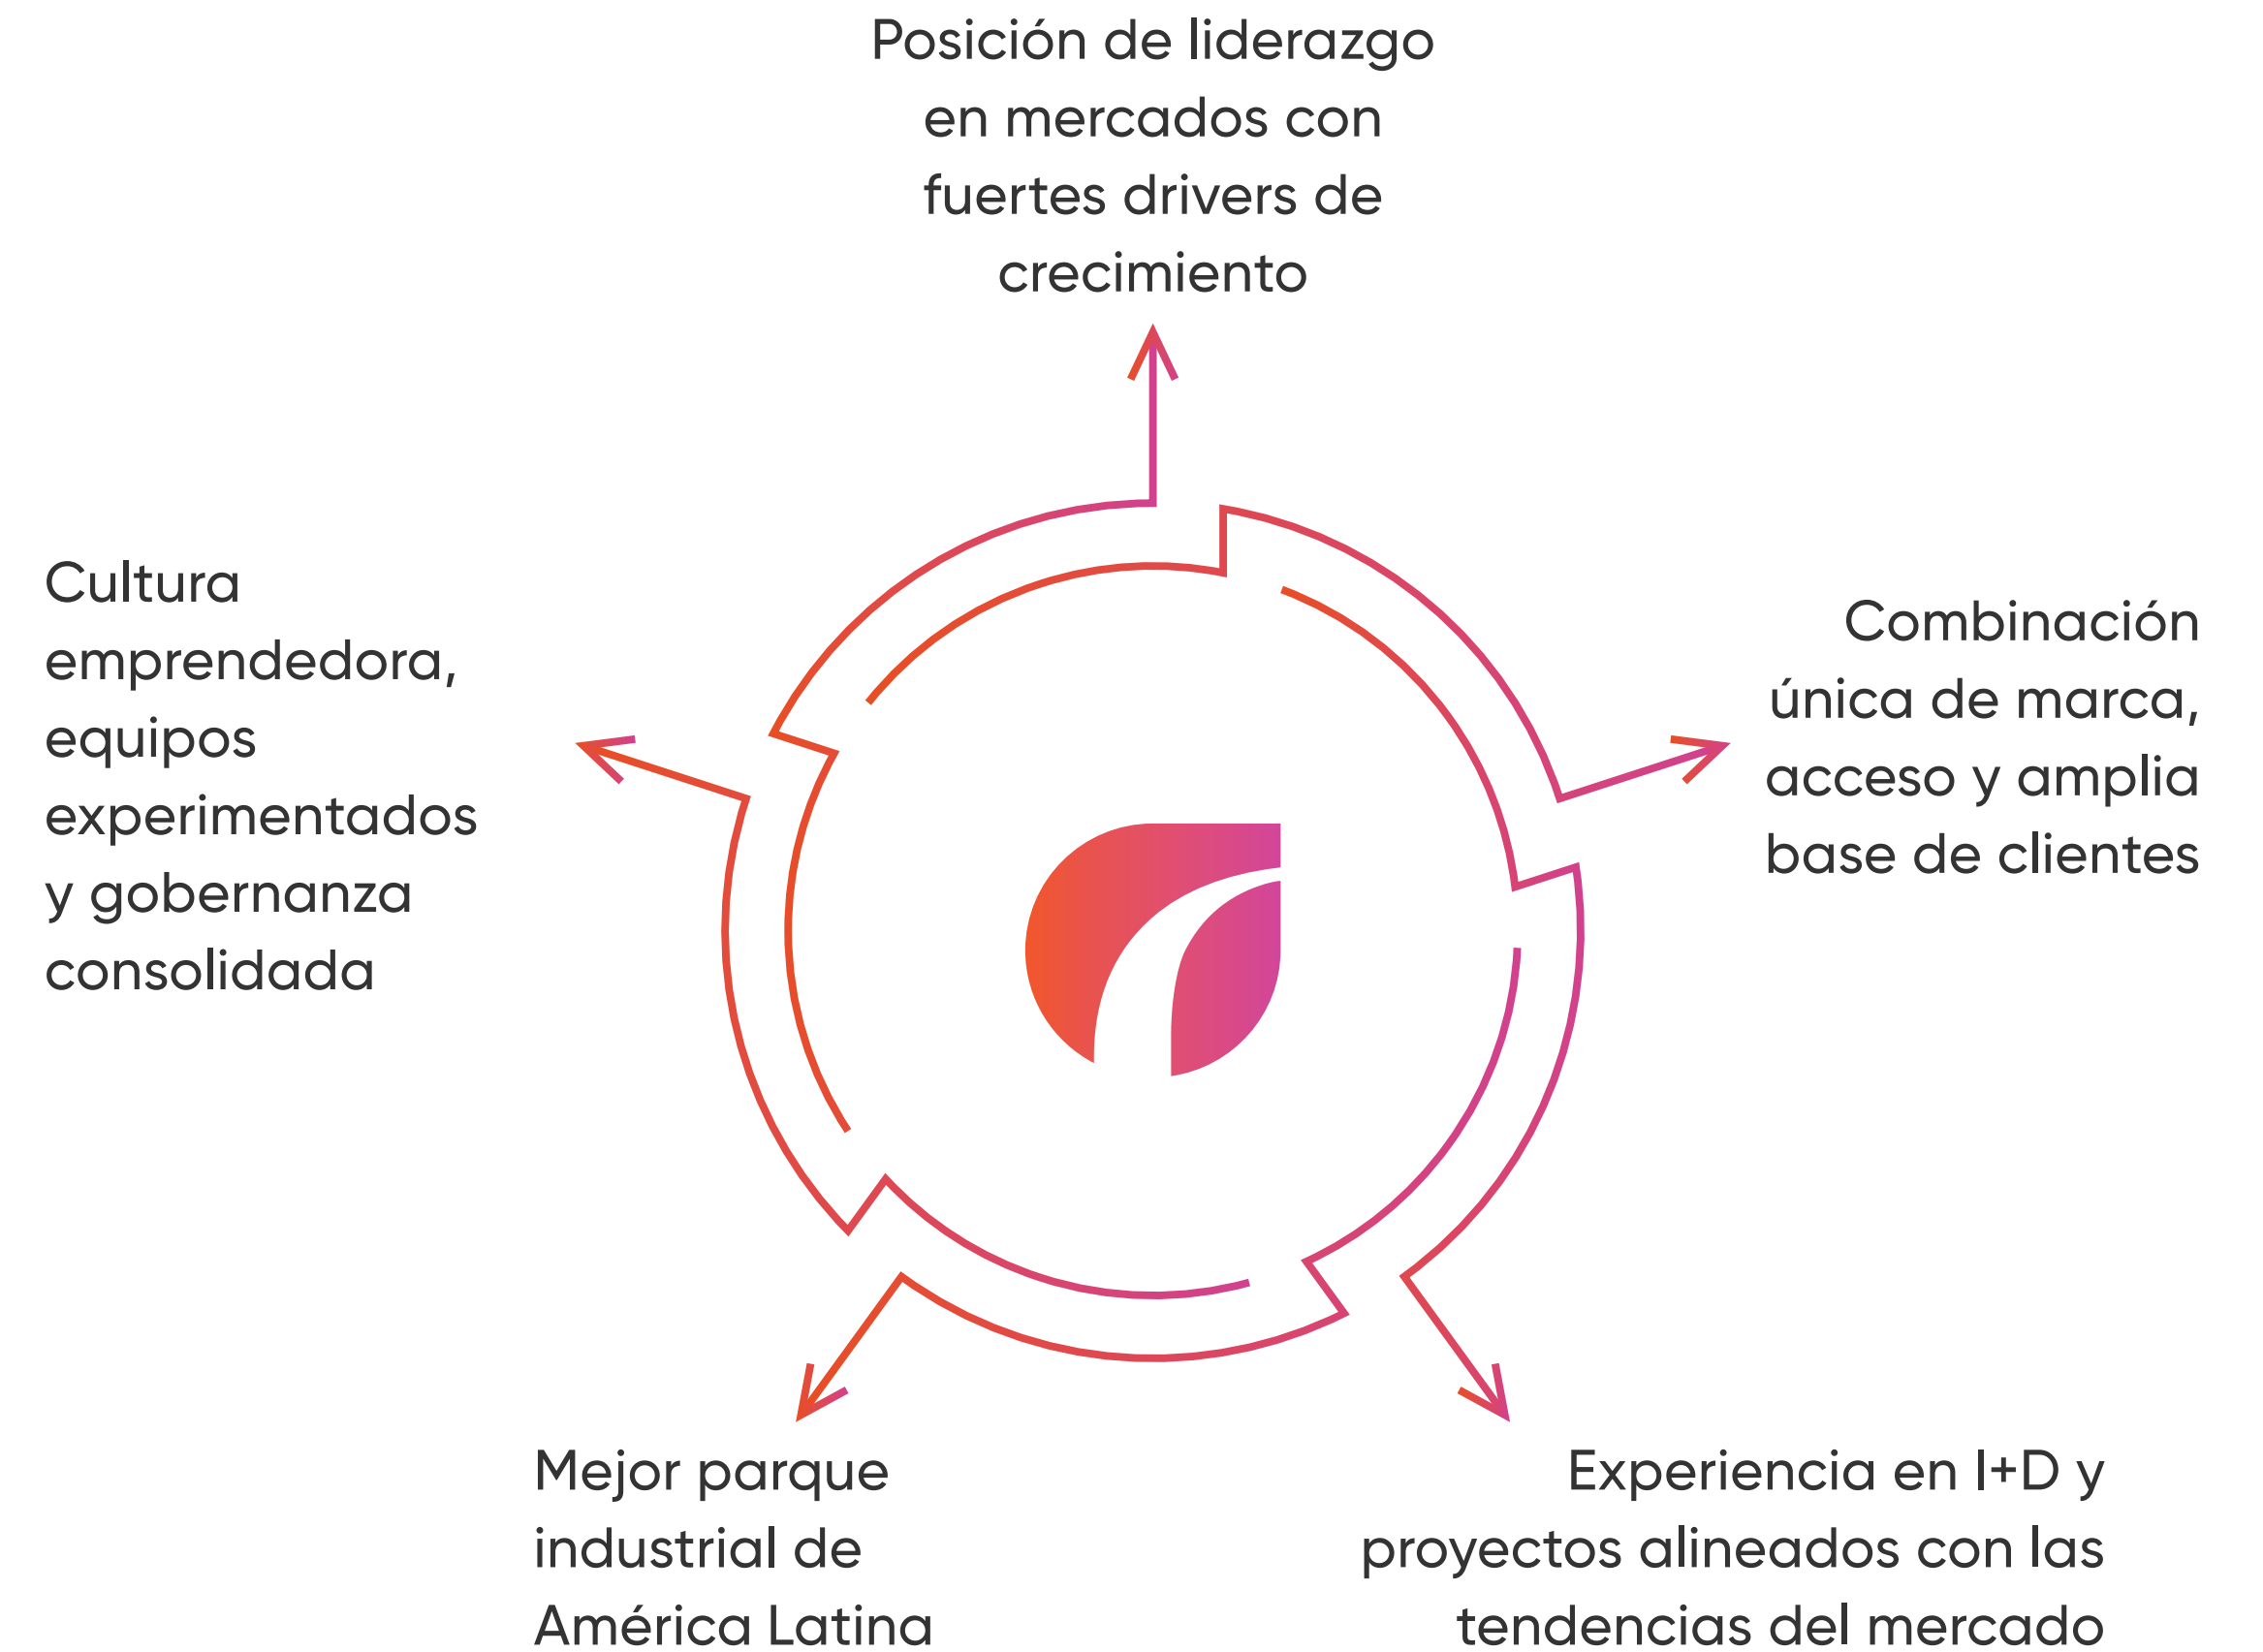 Posición de liderazgo
en mercados con
fuertes drivers de
crecimiento
Cultura
emprendedora,
equipos
experimentados
y gobernanza
consolidada
Combinación
única de marca,
acceso y amplia
base de clientes
Mejor parque
industrial de
América Latina
Experiencia en I+D y
proyectos alineados con las
tendencias del mercado